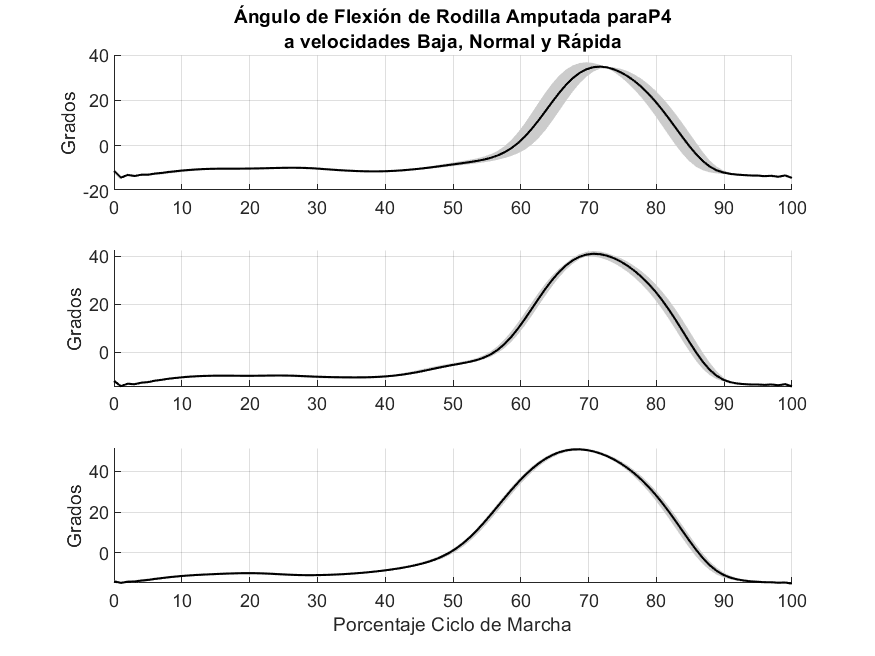 Ángulo de Flexión de Rodilla Amputada paraP4
a velocidades Baja, Normal y Rápida
Grados
40
20
0
-20
0 10 20 30 40 50 60 70 80 90 100
Grados
40
20
0
0 10 20 30 40 50 60 70 80 90 100
Grados
40
20
0
0 10 20 30 40 50 60 70 80 90 100
Porcentaje Ciclo de Marcha